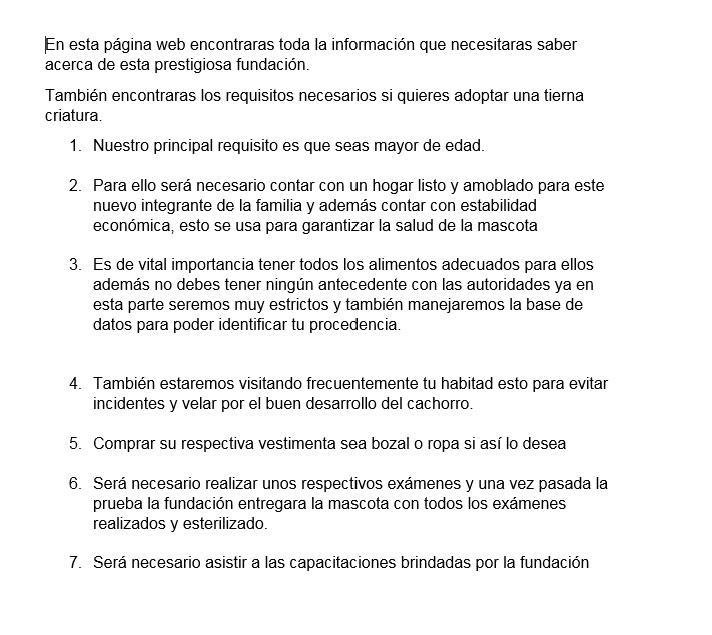 En esta página web encontraras toda la información que necesitaras saber
acerca de esta prestigiosa fundación.
También encontraras los requisitos necesarios si quieres adoptar una tierna
criatura.
1. Nuestro principal requisito es que seas mayor de edad.
2. Para ello será necesario contar con un hogar listo y amoblado para este
nuevo integrante de la familia y además contar con estabilidad
económica, esto se usa para garantizar la salud de la mascota
3. Es de vital importancia tener todos los alimentos adecuados para ellos
además no debes tener ningún antecedente con las autoridades ya en
esta parte seremos muy estrictos y también manejaremos la base de
datos para poder identificar tu procedencia.
4. También estaremos visitando frecuentemente tu habitad esto para evitar
incidentes y velar por el buen desarrollo del cachorro.
5. Comprar su respectiva vestimenta sea bozal o ropa si así lo desea
6. Será necesario realizar unos respectivos exámenes y una vez pasada la
prueba la fundación entregara la mascota con todos los exámenes
realizados y esterilizado.
7. Será necesario asistir a las capacitaciones brindadas por la fundación